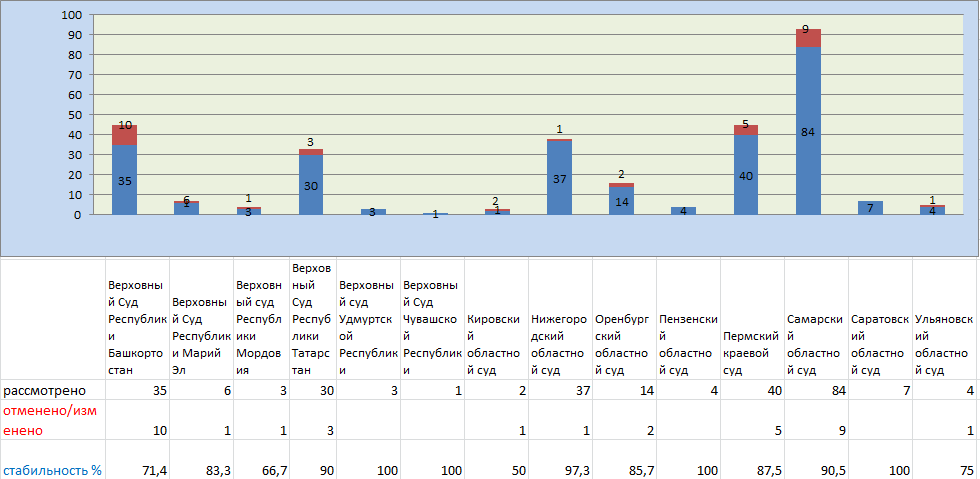 100
90
80
70
60
50
40
30
20
10
0
10
35
6
1
1
3
3
30
3
1
2
1
1
37
2
14
4
5
40
9
84
7
1
4
Верховны
й Суд
Республик
и
Башкорто
стан
Верховны
й Суд
Республик
и Марий
Эл
Верховн
ый суд
Республ
ики
Мордов
ия
Верхов
ный
Суд
Респуб
лики
Татарс
тан
Верховны
й суд
Удмуртск
ой
Республик
и
Верховны
й Суд
Чувашско
й
Республик
и
Кировски
й
областно
й суд
Нижегор
одский
областно
й суд
Оренбур
гский
областно
й суд
Пензенск
ий
областно
й суд
Пермский
краевой
суд
Самарски
й
областно
й суд
Саратовс
кий
областно
й суд
Ульяновск
ий
областно
й суд
рассмотрено 35 6 3 30 3 1 2 37 14 4 40 84 7 4
отменено/изм
енено 10 1 1 3 1 1 2 5 9 1
стабильность % 71,4 83,3 66,7 90 100 100 50 97,3 85,7 100 87,5 90,5 100 75